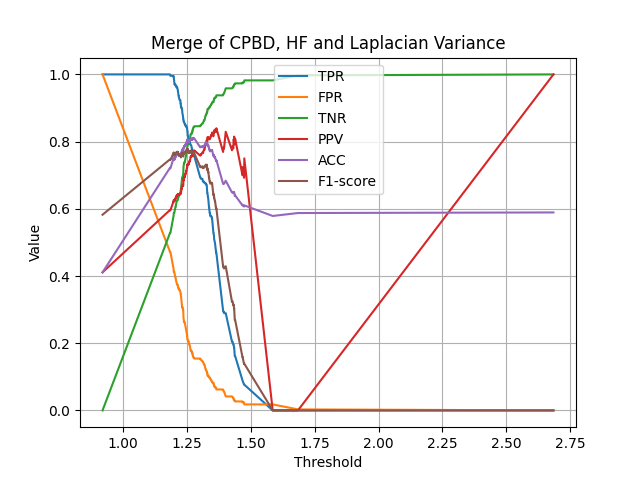 Merge of CPBD, HF and Laplacian Variance
1.0
0.8
0.6
0.4
0.2
0.0
Value
TPR
FPR
TNR
PPV
ACC
F1-score
1.00
1.25
1.50
1.75
2.00
2.25
2.50
2.75
Threshold